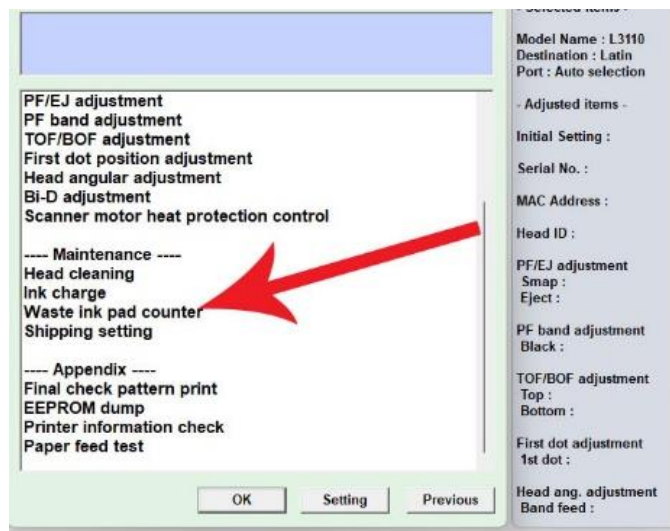 PF/EJ adjustment
PF band adjustment
TOF/BOF adjustment
First dot position adjustment
Head angular adjustment
Bi-D adjustment
Scanner motor heat protection control
---- Maintenance ----
Head cleaning
Ink charge
Waste ink pad counter
Shipping setting
---- Appendix ----
Final check pattern print
EEPROM dump
Printer information check
Paper feed test
OK
Setting
Previous
- Selected items -
Model Name : L3110
Destination : Latin
Port : Auto selection
- Adjusted items -
Initial Setting :
Serial No. :
MAC Address :
Head ID :
PF/EJ adjustment
Smap :
Eject :
PF band adjustment
Black :
TOF/BOF adjustment
Top :
Bottom :
First dot adjustment
1st dot :
Head ang. adjustment
Band feed :